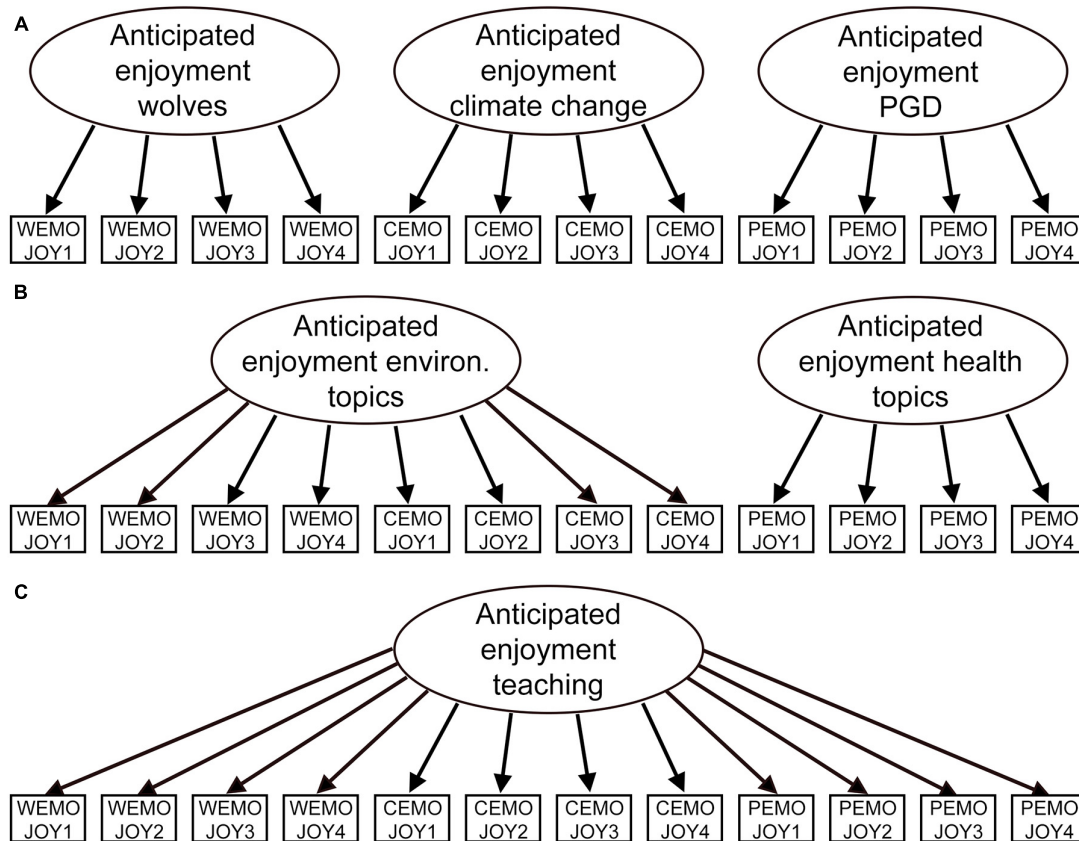 A
Anticipated
enjoyment
wolves
Anticipated
enjoyment
climate change
Anticipated
enjoyment
PGD
WEMO
JOY1
WEMO
JOY2
WEMO
JOY3
WEMO
JOY4
CEMO
JOY1
CEMO
JOY2
CEMO
JOY3
CEMO
JOY4
PEMO
JOY1
PEMO
JOY2
PEMO
JOY3
PEMO
JOY4
B
Anticipated
enjoyment environ.
topics
Anticipated
enjoyment health
topics
WEMO
JOY1
WEMO
JOY2
WEMO
JOY3
WEMO
JOY4
CEMO
JOY1
CEMO
JOY2
CEMO
JOY3
CEMO
JOY4
PEMO
JOY1
PEMO
JOY2
PEMO
JOY3
PEMO
JOY4
C
Anticipated
enjoyment
teaching
WEMO
JOY1
WEMO
JOY2
WEMO
JOY3
WEMO
JOY4
CEMO
JOY1
CEMO
JOY2
CEMO
JOY3
CEMO
JOY4
PEMO
JOY1
PEMO
JOY2
PEMO
JOY3
PEMO
JOY4